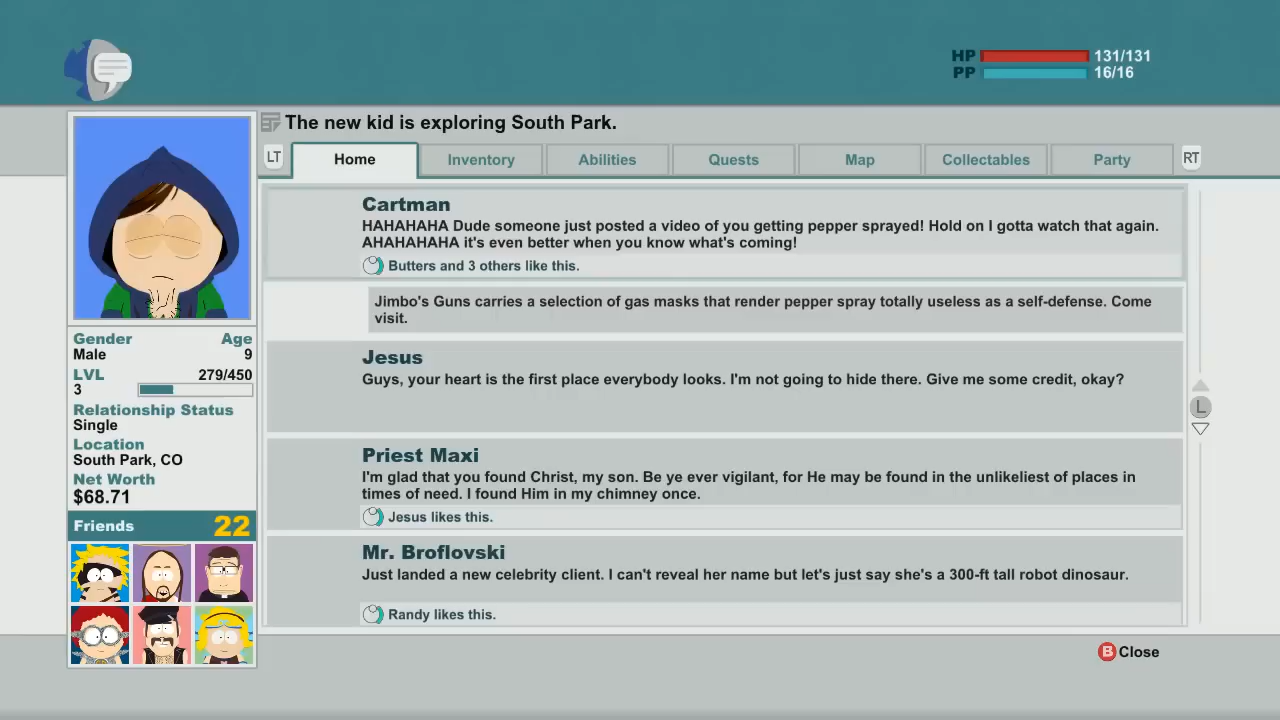 HP 131/131
PP 16/16
The new kid is exploring South Park.
LT Home Inventory Abilities Quests Map Collectables Party RT
Gender Age
Male 9
LVL 279/450
3
Relationship Status
Single
Location
South Park, CO
Net Worth
$68.71
Friends 22
Cartman
HAHAHAHA Dude someone just posted a video of you getting pepper sprayed! Hold on I gotta watch that again.
AHAHAHAHA it's even better when you know what's coming!
Butters and 3 others like this.
Jimbo's Guns carries a selection of gas masks that render pepper spray totally useless as a self-defense. Come
visit.
Jesus
Guys, your heart is the first place everybody looks. I'm not going to hide there. Give me some credit, okay?
Priest Maxi
I'm glad that you found Christ, my son. Be ye ever vigilant, for He may be found in the unlikeliest of places in
times of need. I found Him in my chimney once.
Jesus likes this.
Mr. Broflovski
Just landed a new celebrity client. I can't reveal her name but let's just say she's a 300-ft tall robot dinosaur.
Randy likes this.
L
B Close